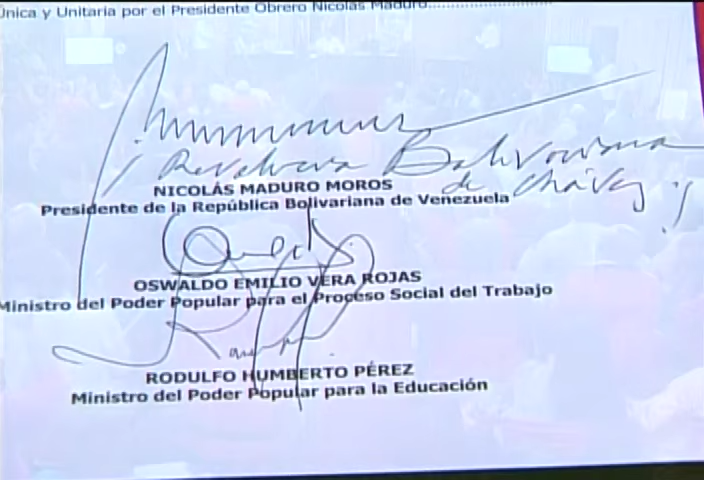 Única y Unitaria por el Presidente Obrero Nicolás Maduro........................
¡Revolución Bolivariana
de Chávez!
NICOLÁS MADURO MOROS
Presidente de la República Bolivariana de Venezuela
OSWALDO EMILIO VERA ROJAS
Ministro del Poder Popular para el Proceso Social del Trabajo
RODULFO HUMBERTO PÉREZ
Ministro del Poder Popular para la Educación